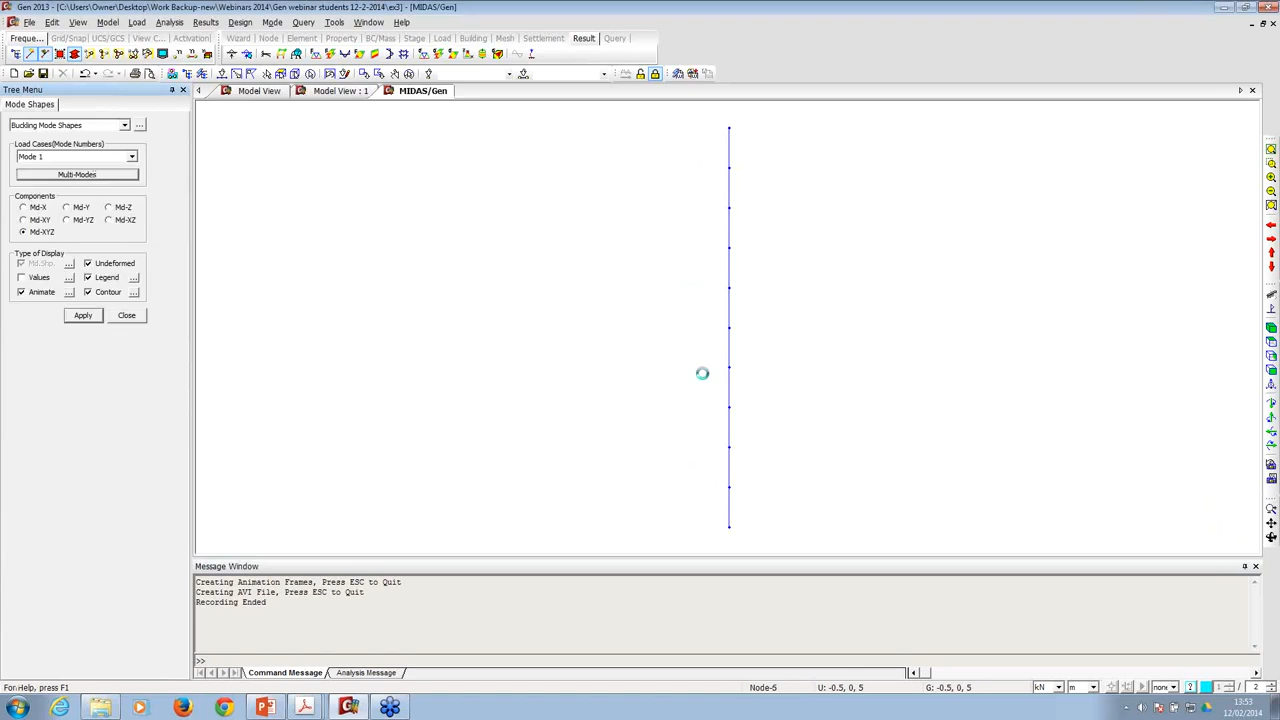 Gen 2013 - [C:\Users\Owner\Desktop\Work Backup-new\Webinars 2014\Gen webinar students 12-2-2014\ex3] - [MIDAS/Gen]
File Edit View Model Load Analysis Results Design Mode Query Tools Window Help
Freque... Grid/Snap UCS/GCS View C... Activation Wizard Node Element Property BC/Mass Stage Load Building Mesh Settlement Result Query
Tree Menu
Model View Model View : 1 MIDAS/Gen
Mode Shapes
Buckling Mode Shapes ...
Load Cases(Mode Numbers)
Mode 1
Multi-Modes
Components
Md-X Md-Y Md-Z
Md-XY Md-YZ Md-XZ
Md-XYZ
Type of Display
Md.Shp. ... Undeformed
Values ... Legend ...
Animate ... Contour ...
Apply Close
Message Window
Creating Animation Frames, Press ESC to Quit
Creating AVI File, Press ESC to Quit
Recording Ended
>>
Command Message Analysis Message
For Help, press F1 Node-6 U: -0.5, 0, 5 G: -0.5, 0, 5 kN m none ? 1 / 2
13:53
12/02/2014